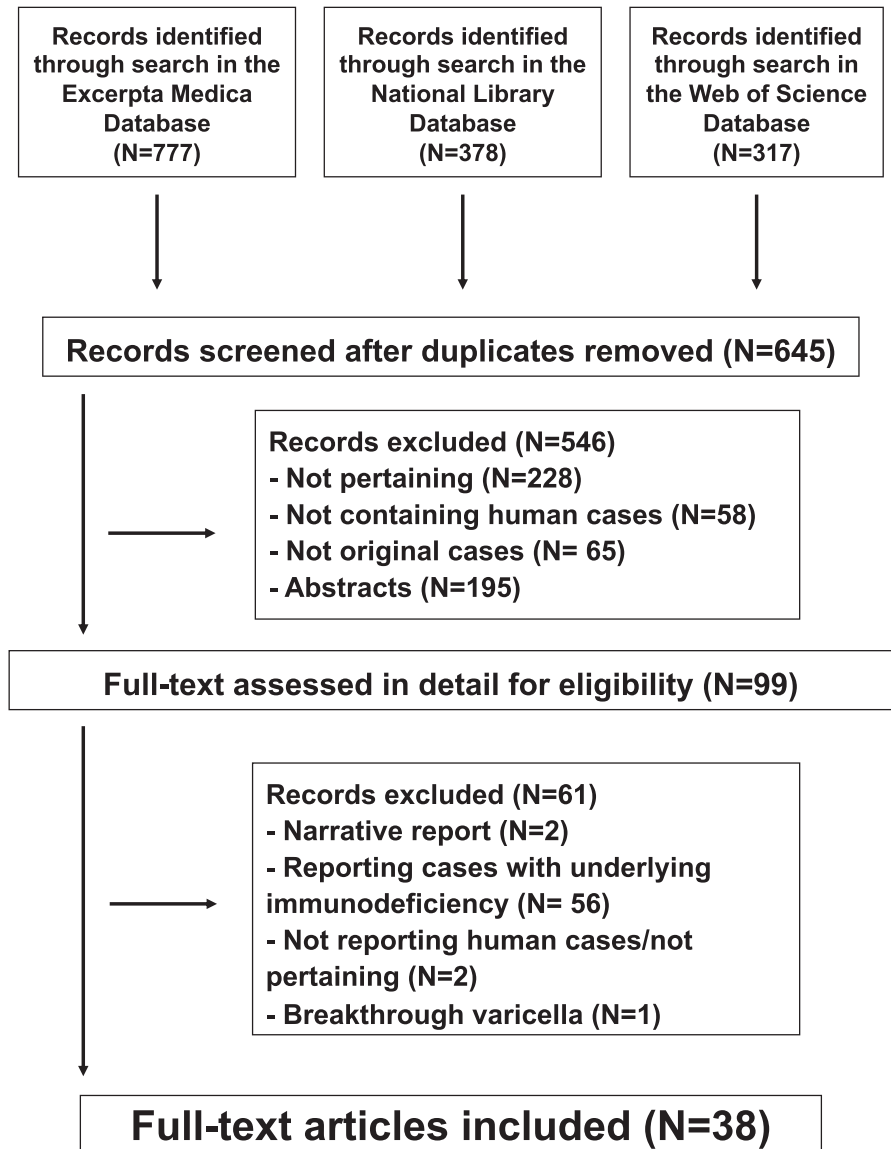 Records identified
through search in the
Excerpta Medica
Database
(N=777)
Records identified
through search in the
National Library
Database
(N=378)
Records identified
through search in
the Web of Science
Database
(N=317)
Records screened after duplicates removed (N=645)
Records excluded (N=546)
- Not pertaining (N=228)
- Not containing human cases (N=58)
- Not original cases (N= 65)
- Abstracts (N=195)
Full-text assessed in detail for eligibility (N=99)
Records excluded (N=61)
- Narrative report (N=2)
- Reporting cases with underlying
immunodeficiency (N= 56)
- Not reporting human cases/not
pertaining (N=2)
- Breakthrough varicella (N=1)
Full-text articles included (N=38)